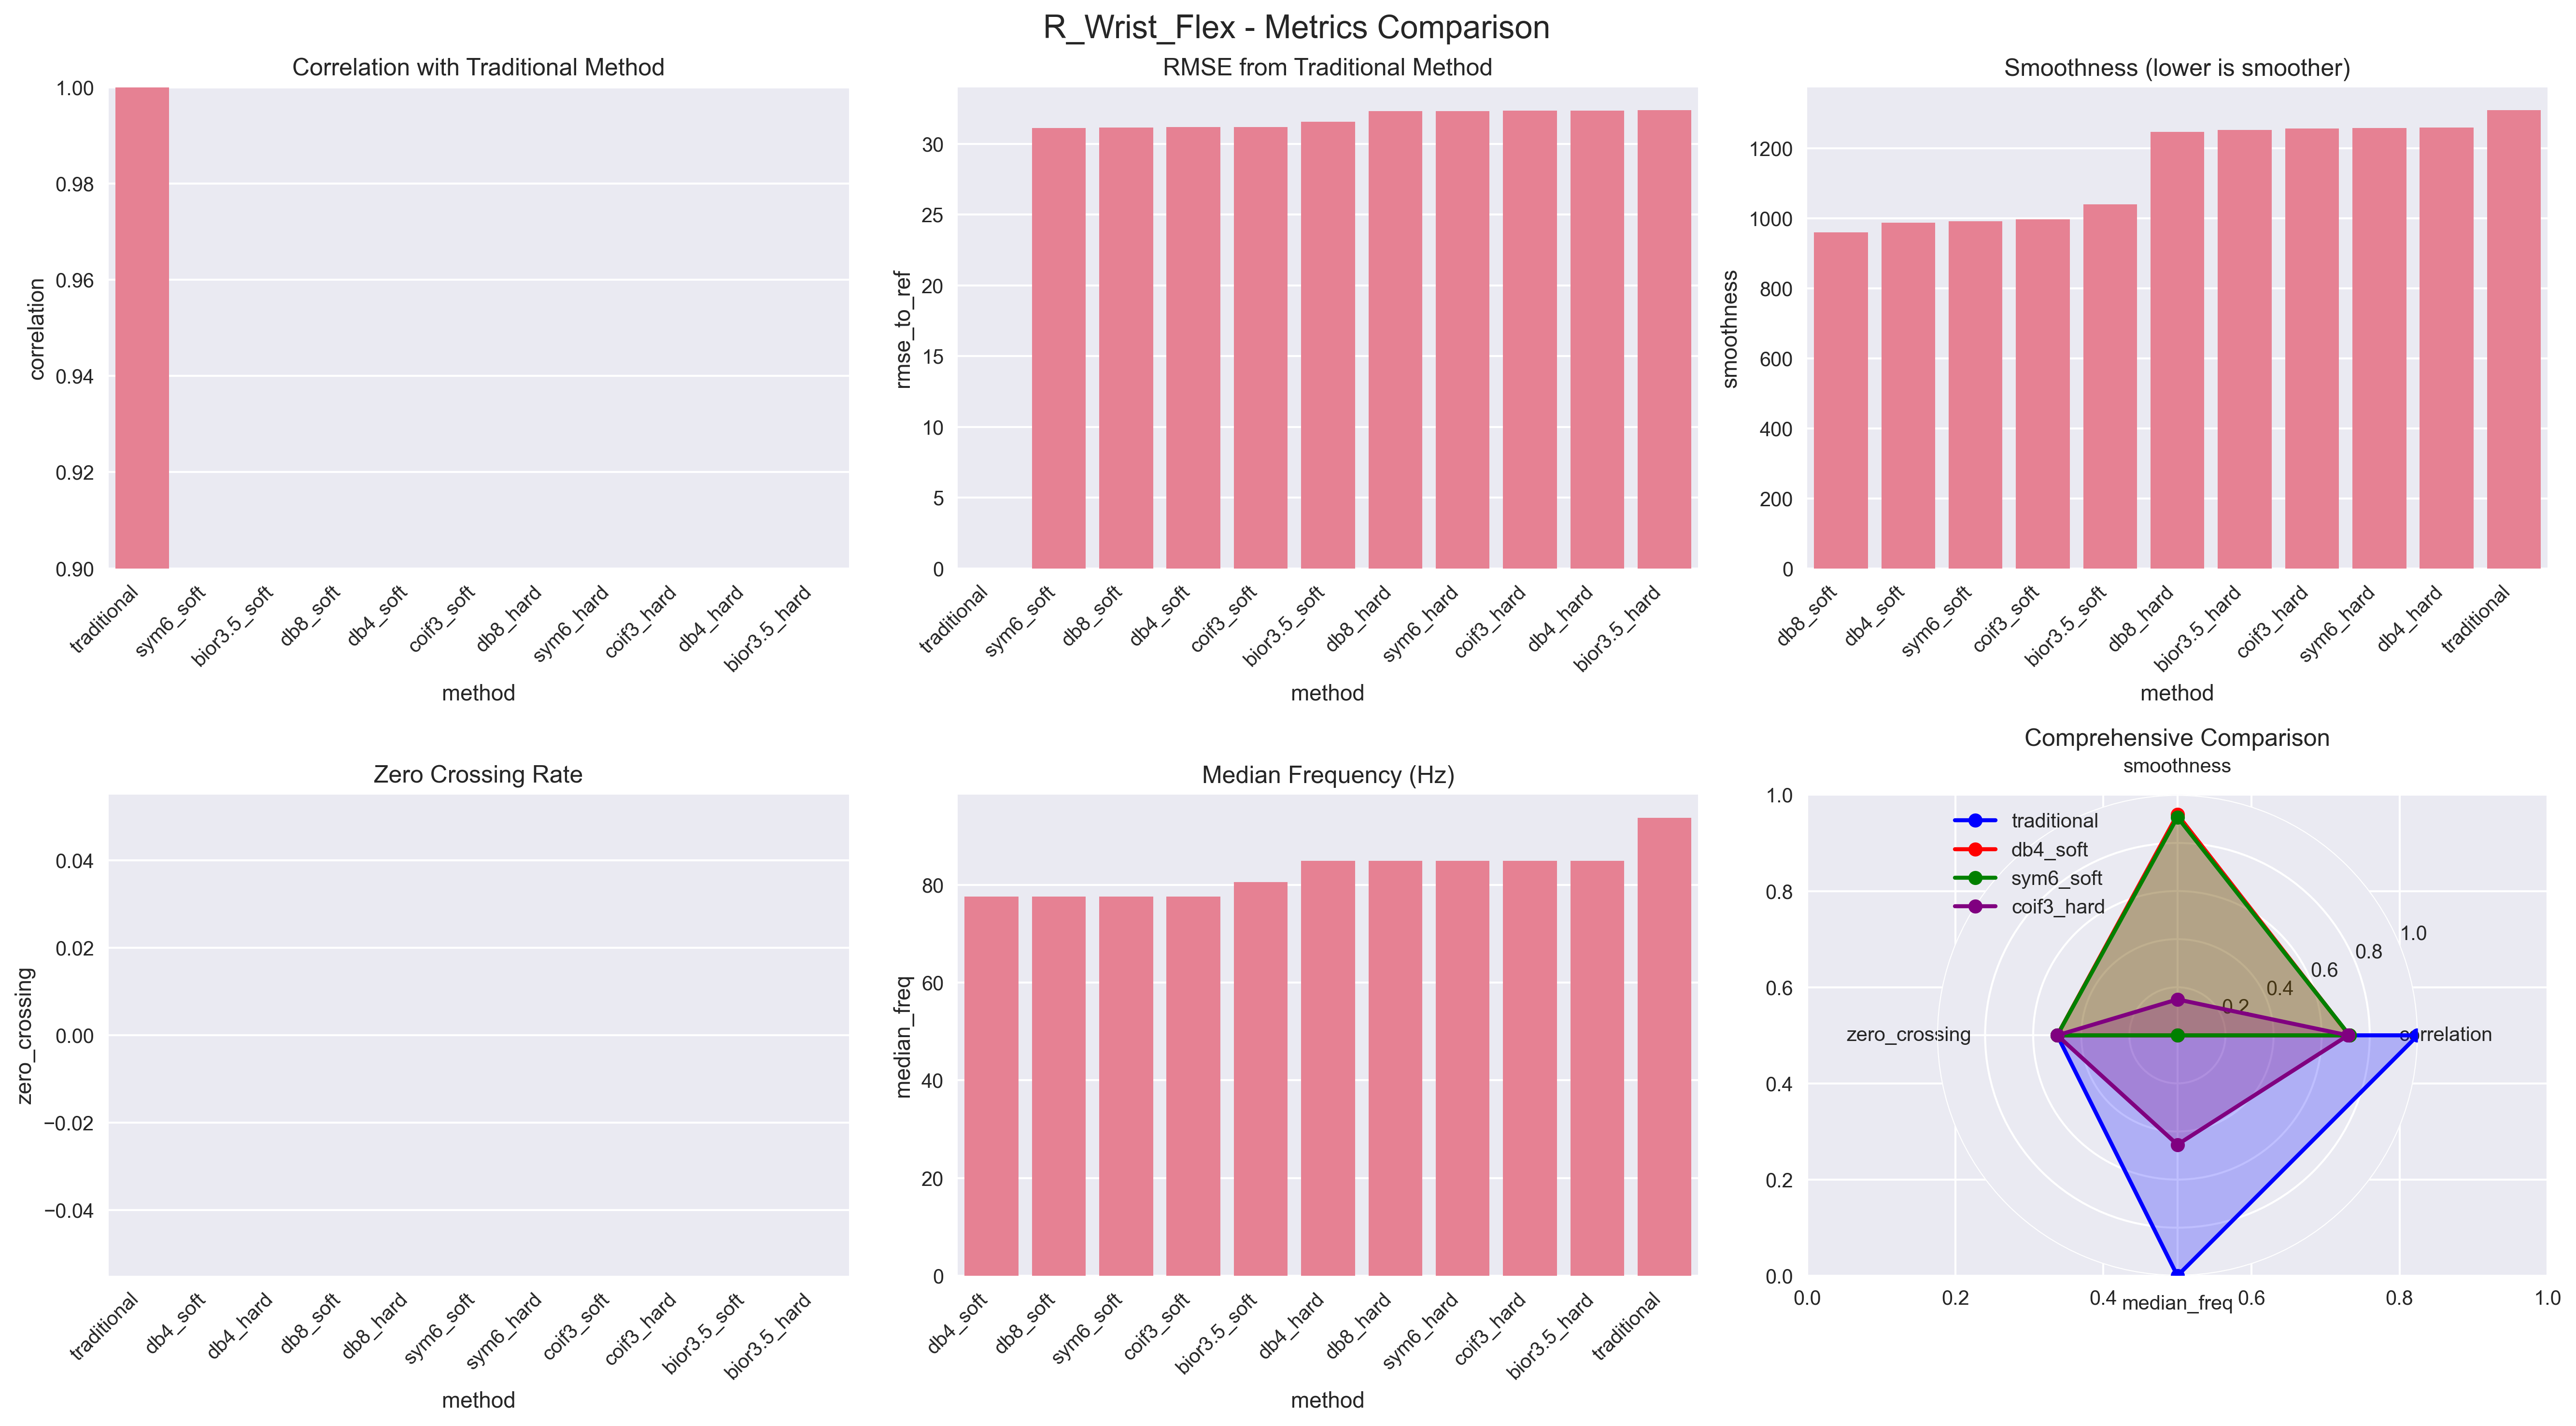 R_Wrist_Flex - Metrics Comparison
Correlation with Traditional Method
1.00
0.98
0.96
0.94
0.92
0.90
correlation
traditional
sym6_soft
bior3.5_soft
db8_soft
db4_soft
coif3_soft
db8_hard
sym6_hard
coif3_hard
db4_hard
bior3.5_hard
method
RMSE from Traditional Method
30
25
20
15
10
5
0
rmse_to_ref
traditional
sym6_soft
db8_soft
db4_soft
coif3_soft
bior3.5_soft
db8_hard
sym6_hard
coif3_hard
db4_hard
bior3.5_hard
method
Smoothness (lower is smoother)
1200
1000
800
600
400
200
0
smoothness
db8_soft
db4_soft
sym6_soft
coif3_soft
bior3.5_soft
db8_hard
bior3.5_hard
coif3_hard
sym6_hard
db4_hard
traditional
method
Zero Crossing Rate
0.04
0.02
0.00
−0.02
−0.04
zero_crossing
traditional
db4_soft
db4_hard
db8_soft
db8_hard
sym6_soft
sym6_hard
coif3_soft
coif3_hard
bior3.5_soft
bior3.5_hard
method
Median Frequency (Hz)
80
60
40
20
0
median_freq
db4_soft
db8_soft
sym6_soft
coif3_soft
bior3.5_soft
db4_hard
db8_hard
sym6_hard
coif3_hard
bior3.5_hard
traditional
method
Comprehensive Comparison
smoothness
1.0
0.8
0.6
0.4
0.2
0.0
traditional
db4_soft
sym6_soft
coif3_hard
1.0
0.8
0.6
0.4
0.2
zero_crossing
correlation
median_freq
0.0
0.2
0.4
0.6
0.8
1.0